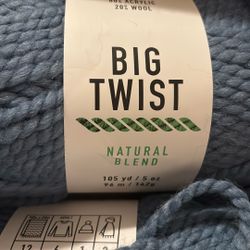 80% ACRYLIC
20% WOOL
BIG
TWIST
NATURAL
BLEND
105 yd / 5 oz
96 m / 142g